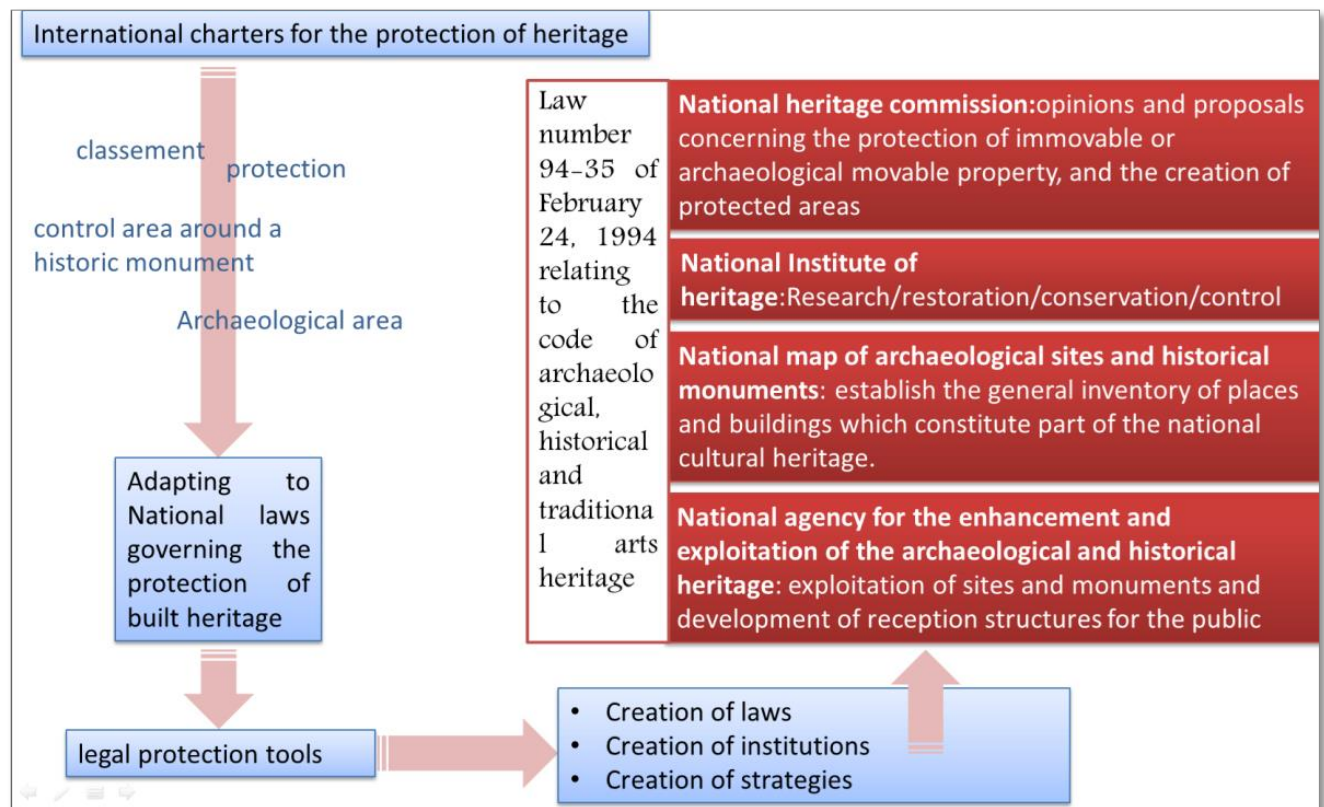 International charters for the protection of heritage
classement
protection
control area around a
historic monument
Archaeological area
Adapting to
National laws
governing the
protection of
built heritage
legal protection tools
• Creation of laws
• Creation of institutions
• Creation of strategies
Law
number
94-35 of
February
24, 1994
relating
to the
code of
archaeolo
gical,
historical
and
traditiona
l arts
heritage
National heritage commission:opinions and proposals
concerning the protection of immovable or
archaeological movable property, and the creation of
protected areas
National Institute of
heritage:Research/restoration/conservation/control
National map of archaeological sites and historical
monuments: establish the general inventory of places
and buildings which constitute part of the national
cultural heritage.
National agency for the enhancement and
exploitation of the archaeological and historical
heritage: exploitation of sites and monuments and
development of reception structures for the public